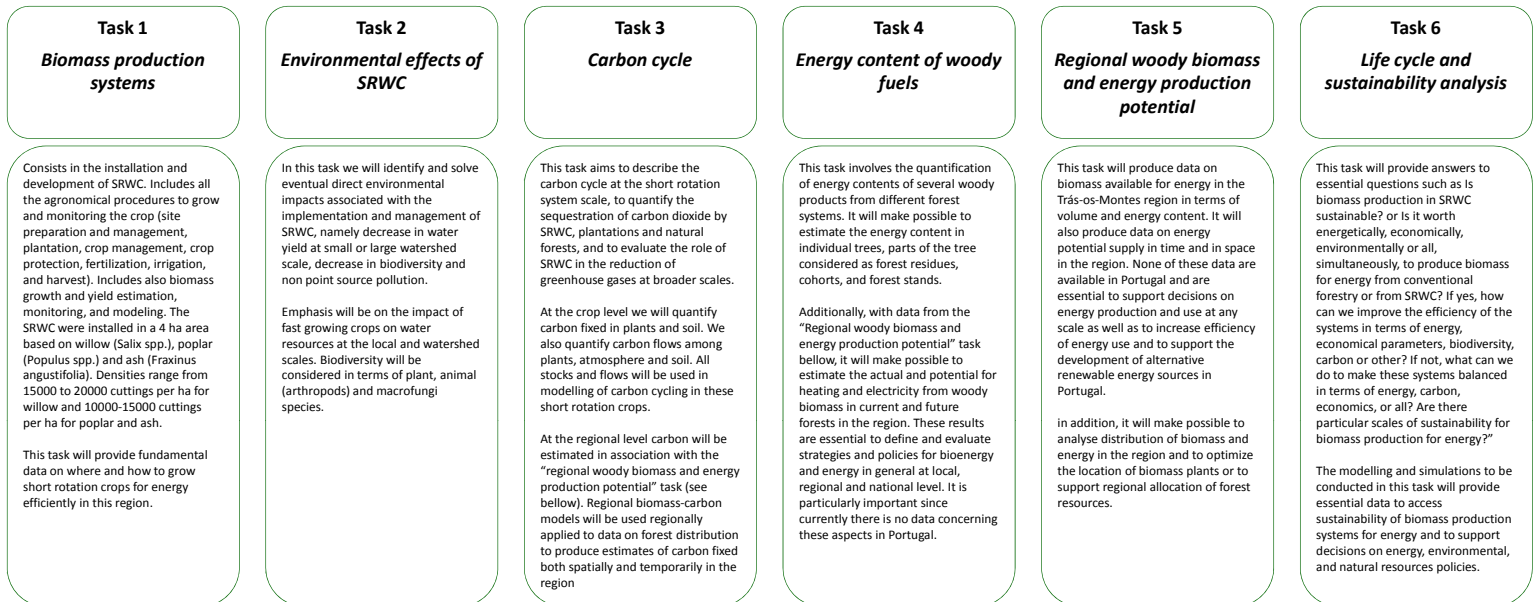 Task 1
Biomass production
systems
Consists in the installation and
development of SRWC. Includes all
the agronomical procedures to grow
and monitoring the crop (site
preparation and management,
plantation, crop management, crop
protection, fertilization, irrigation,
and harvest). Includes also biomass
growth and yield estimation,
monitoring, and modeling. The
SRWC were installed in a 4 ha area
based on willow (Salix spp.), poplar
(Populus spp.) and ash (Fraxinus
angustifolia). Densities range from
15000 to 20000 cuttings per ha for
willow and 10000-15000 cuttings
per ha for poplar and ash.
This task will provide fundamental
data on where and how to grow
short rotation crops for energy
efficiently in this region.
Task 2
Environmental effects of
SRWC
In this task we will identify and solve
eventual direct environmental
impacts associated with the
implementation and management of
SRWC, namely decrease in water
yield at small or large watershed
scale, decrease in biodiversity and
non point source pollution.
Emphasis will be on the impact of
fast growing crops on water
resources at the local and watershed
scales. Biodiversity will be
considered in terms of plant, animal
(arthropods) and macrofungi
species.
Task 3
Carbon cycle
This task aims to describe the
carbon cycle at the short rotation
system scale, to quantify the
sequestration of carbon dioxide by
SRWC, plantations and natural
forests, and to evaluate the role of
SRWC in the reduction of
greenhouse gases at broader scales.
At the crop level we will quantify
carbon fixed in plants and soil. We
also quantify carbon flows among
plants, atmosphere and soil. All
stocks and flows will be used in
modelling of carbon cycling in these
short rotation crops.
At the regional level carbon will be
estimated in association with the
“regional woody biomass and energy
production potential” task (see
bellow). Regional biomass-carbon
models will be used regionally
applied to data on forest distribution
to produce estimates of carbon fixed
both spatially and temporarily in the
region
Task 4
Energy content of woody
fuels
This task involves the quantification
of energy contents of several woody
products from different forest
systems. It will make possible to
estimate the energy content in
individual trees, parts of the tree
considered as forest residues,
cohorts, and forest stands.
Additionally, with data from the
“Regional woody biomass and
energy production potential” task
bellow, it will make possible to
estimate the actual and potential for
heating and electricity from woody
biomass in current and future
forests in the region. These results
are essential to define and evaluate
strategies and policies for bioenergy
and energy in general at local,
regional and national level. It is
particularly important since
currently there is no data concerning
these aspects in Portugal.
Task 5
Regional woody biomass
and energy production
potential
This task will produce data on
biomass available for energy in the
Trás-os-Montes region in terms of
volume and energy content. It will
also produce data on energy
potential supply in time and in space
in the region. None of these data are
available in Portugal and are
essential to support decisions on
energy production and use at any
scale as well as to increase efficiency
of energy use and to support the
development of alternative
renewable energy sources in
Portugal.
in addition, it will make possible to
analyse distribution of biomass and
energy in the region and to optimize
the location of biomass plants or to
support regional allocation of forest
resources.
Task 6
Life cycle and
sustainability analysis
This task will provide answers to
essential questions such as Is
biomass production in SRWC
sustainable? or Is it worth
energetically, economically,
environmentally or all,
simultaneously, to produce biomass
for energy from conventional
forestry or from SRWC? If yes, how
can we improve the efficiency of the
systems in terms of energy,
economical parameters, biodiversity,
carbon or other? If not, what can we
do to make these systems balanced
in terms of energy, carbon,
economics, or all? Are there
particular scales of sustainability for
biomass production for energy?”
The modelling and simulations to be
conducted in this task will provide
essential data to access
sustainability of biomass production
systems for energy and to support
decisions on energy, environmental,
and natural resources policies.